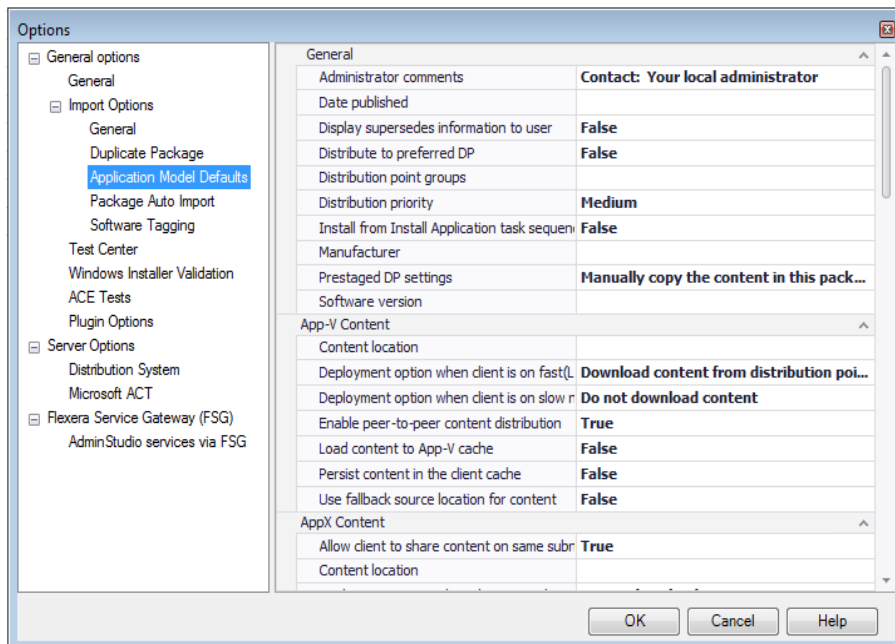 Options
General options
General
Import Options
General
Duplicate Package
Application Model Defaults
Package Auto Import
Software Tagging
Test Center
Windows Installer Validation
ACE Tests
Plugin Options
Server Options
Distribution System
Microsoft ACT
Flexera Service Gateway (FSG)
AdminStudio services via FSG
General
Administrator comments Contact: Your local administrator
Date published
Display supersedes information to user False
Distribute to preferred DP False
Distribution point groups
Distribution priority Medium
Install from Install Application task sequen False
Manufacturer
Prestaged DP settings Manually copy the content in this pack...
Software version
App-V Content
Content location
Deployment option when client is on fast(L Download content from distribution poi...
Deployment option when client is on slow n Do not download content
Enable peer-to-peer content distribution True
Load content to App-V cache False
Persist content in the client cache False
Use fallback source location for content False
AppX Content
Allow client to share content on same subr True
Content location
OK Cancel Help